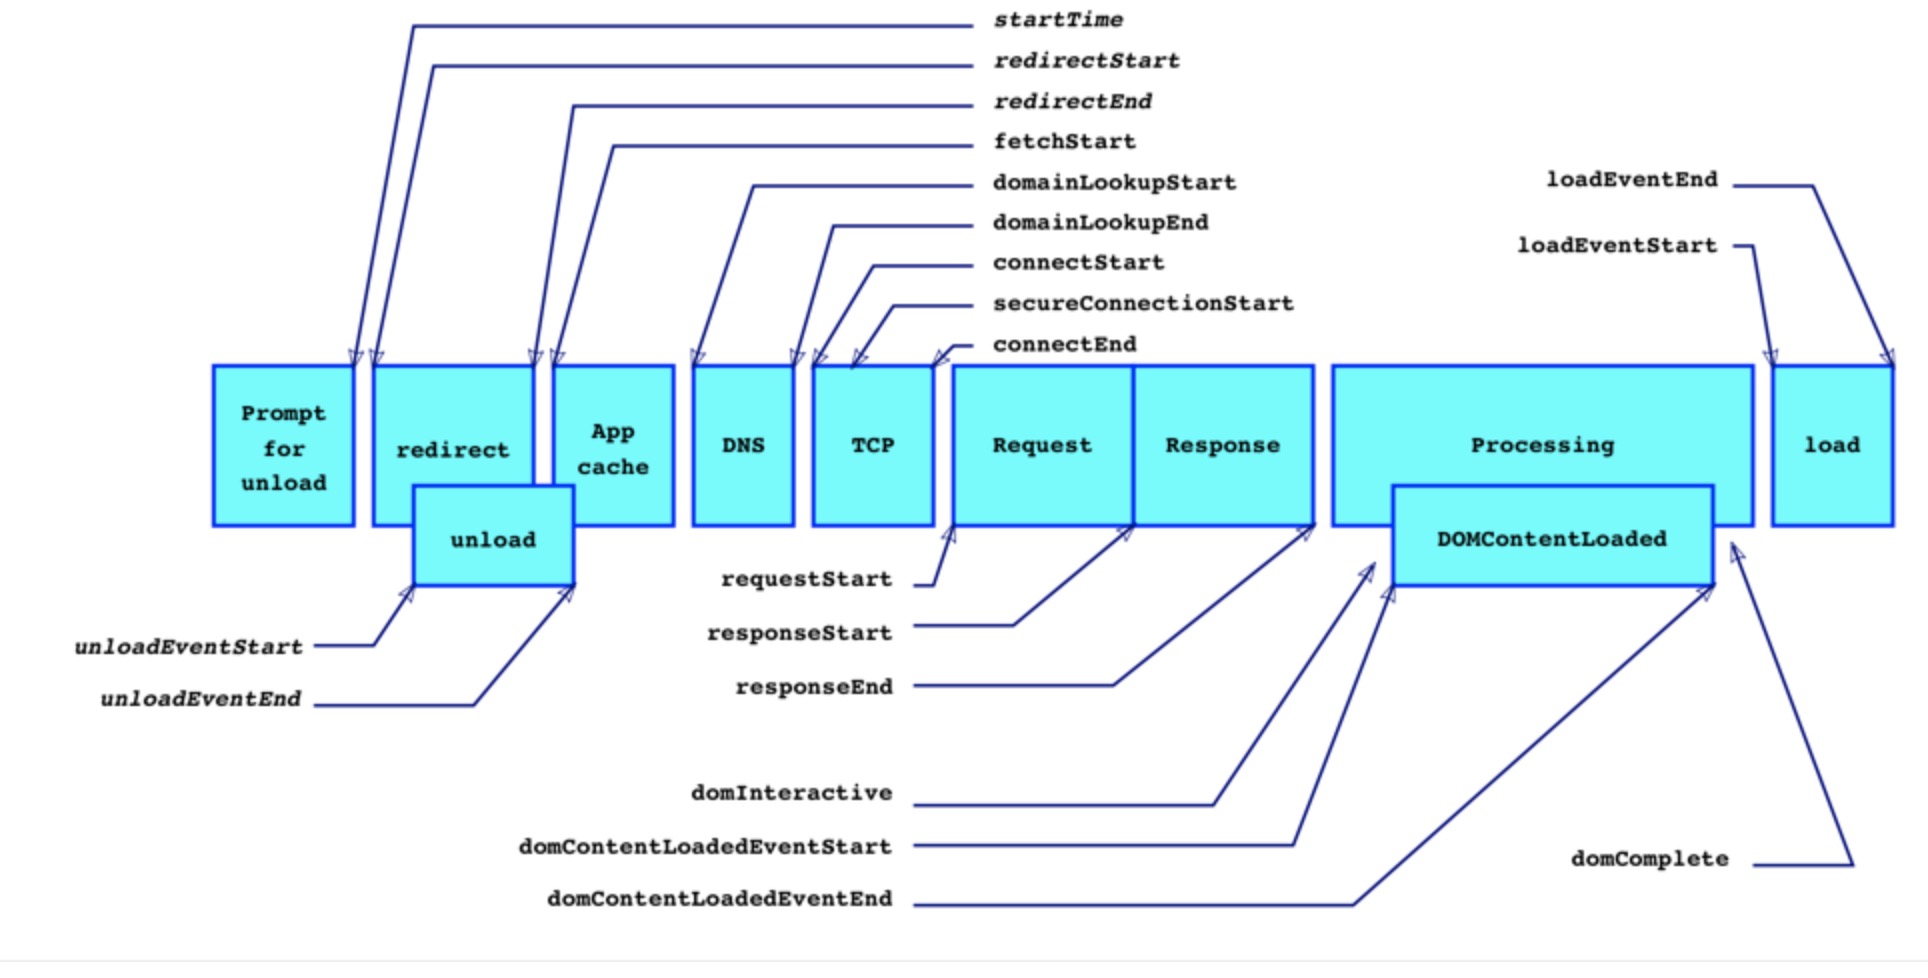 startTime
redirectStart
redirectEnd
fetchStart
domainLookupStart
domainLookupEnd
connectStart
secureConnectionStart
connectEnd
loadEventEnd
loadEventStart
Prompt
for
unload
redirect
App
cache
DNS
TCP
Request
Response
Processing
load
unload
DOMContentLoaded
unloadEventStart
unloadEventEnd
requestStart
responseStart
responseEnd
domInteractive
domContentLoadedEventStart
domContentLoadedEventEnd
domComplete